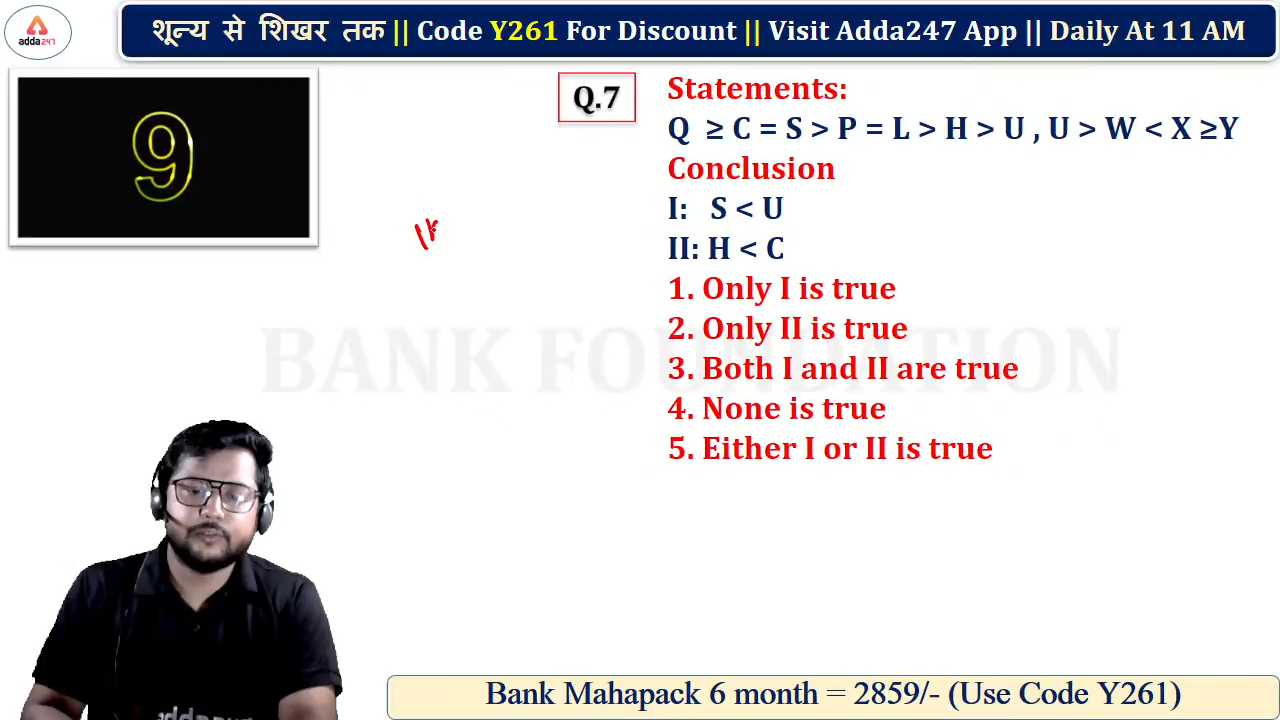 adda247
शून्य से शिखर तक || Code Y261 For Discount || Visit Adda247 App || Daily At 11 AM
9
Q.7
Statements:
Q ≥ C = S > P = L > H > U , U > W < X ≥Y
Conclusion
I: S < U
II: H < C
1. Only I is true
2. Only II is true
3. Both I and II are true
4. None is true
5. Either I or II is true
BANK FOUNDATION
Bank Mahapack 6 month = 2859/- (Use Code Y261)